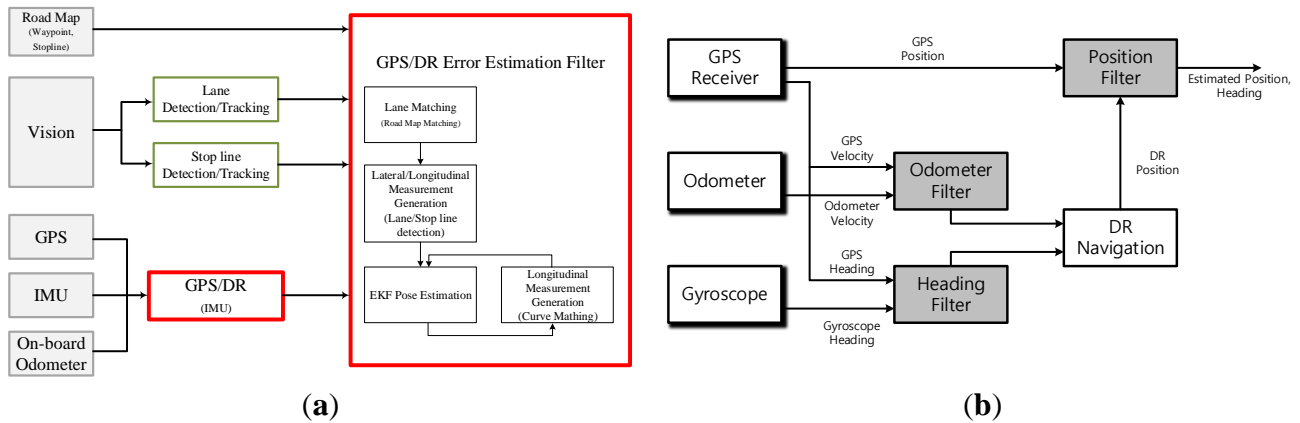 Road Map
(Waypoint,
Stopline)
Vision
Lane
Detection/Tracking
Stop line
Detection/Tracking
GPS
IMU
On-board
Odometer
GPS/DR
(IMU)
GPS/DR Error Estimation Filter
Lane Matching
(Road Map Matching)
Lateral/Longitudinal
Measurement
Generation
(Lane/Stop line
detection)
EKF Pose Estimation
Longitudinal
Measurement
Generation
(Curve Mathing)
(a)
GPS
Receiver
GPS
Position
Position
Filter
Estimated Position,
Heading
GPS
Velocity
DR
Position
Odometer
Odometer
Velocity
Odometer
Filter
DR
Navigation
GPS
Heading
Gyroscope
Heading
Filter
Gyroscope
Heading
(b)